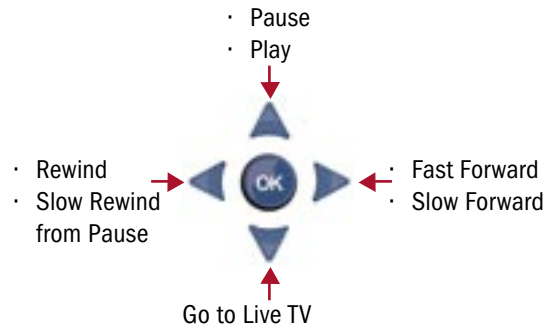 · Pause
· Play
· Rewind
· Slow Rewind
from Pause
OK
· Fast Forward
· Slow Forward
Go to Live TV